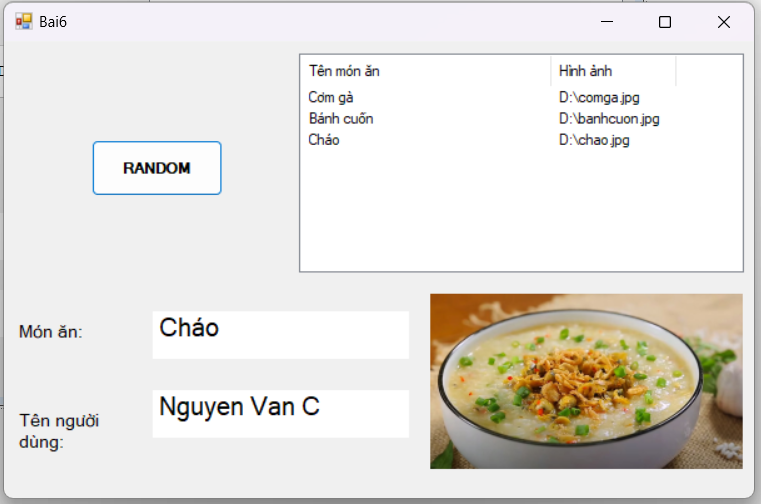 Bai6
Tên món ăn Hình ảnh
Cơm gà D:\comga.jpg
Bánh cuốn D:\banhcuon.jpg
Cháo D:\chao.jpg
RANDOM
Món ăn: Cháo
Tên người
dùng:
Nguyen Van C